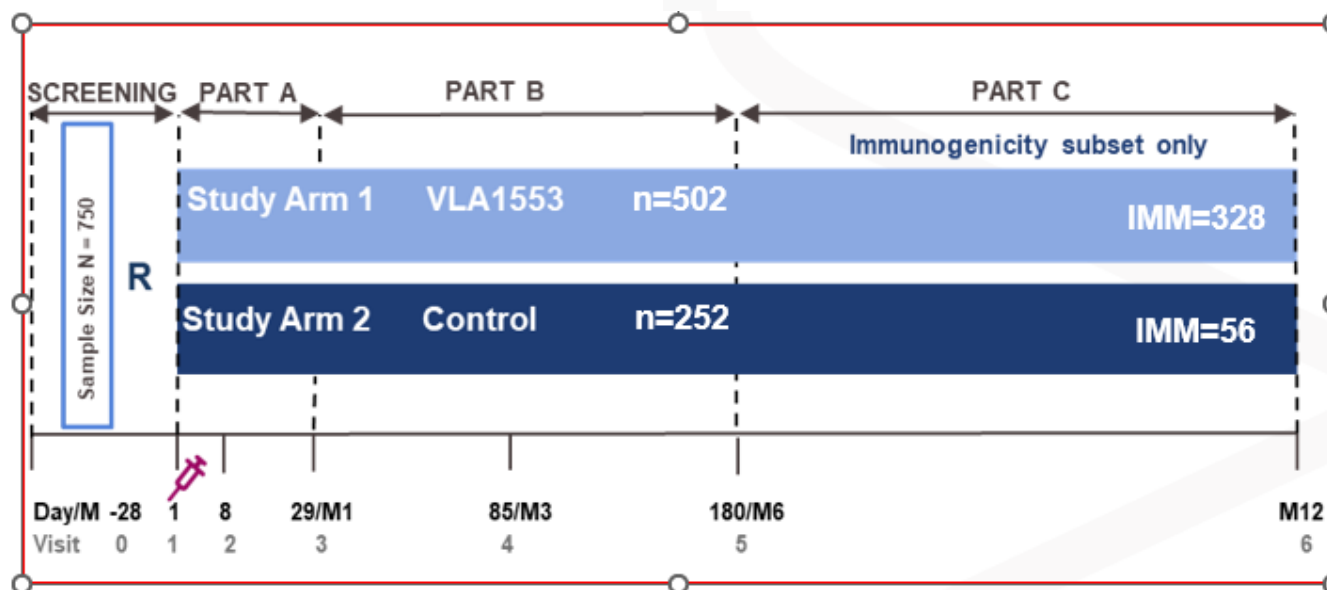 SCREENING PART A PART B PART C
Immunogenicity subset only
Sample Size N = 750
R
Study Arm 1 VLA1553 n=502 IMM=328
Study Arm 2 Control n=252 IMM=56
Day/M -28 1 8 29/M1 85/M3 180/M6 M12
Visit 0 1 2 3 4 5 6